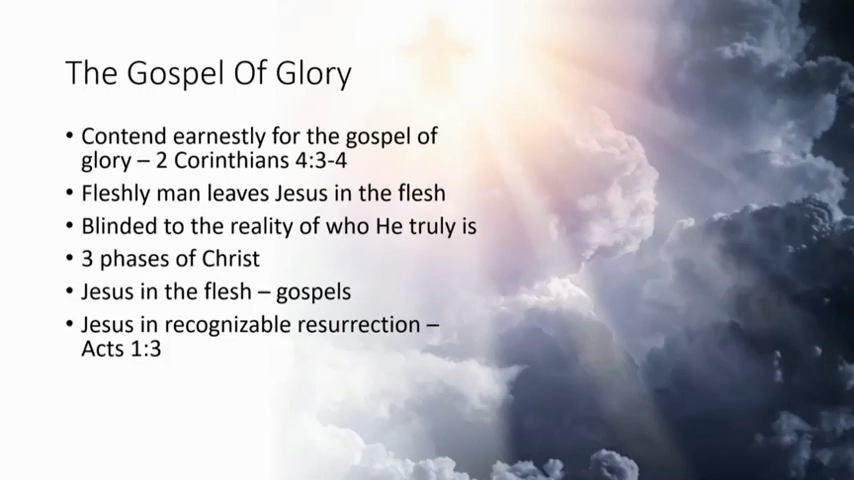 The Gospel Of Glory
• Contend earnestly for the gospel of
glory – 2 Corinthians 4:3-4
• Fleshly man leaves Jesus in the flesh
• Blinded to the reality of who He truly is
• 3 phases of Christ
• Jesus in the flesh – gospels
• Jesus in recognizable resurrection –
Acts 1:3